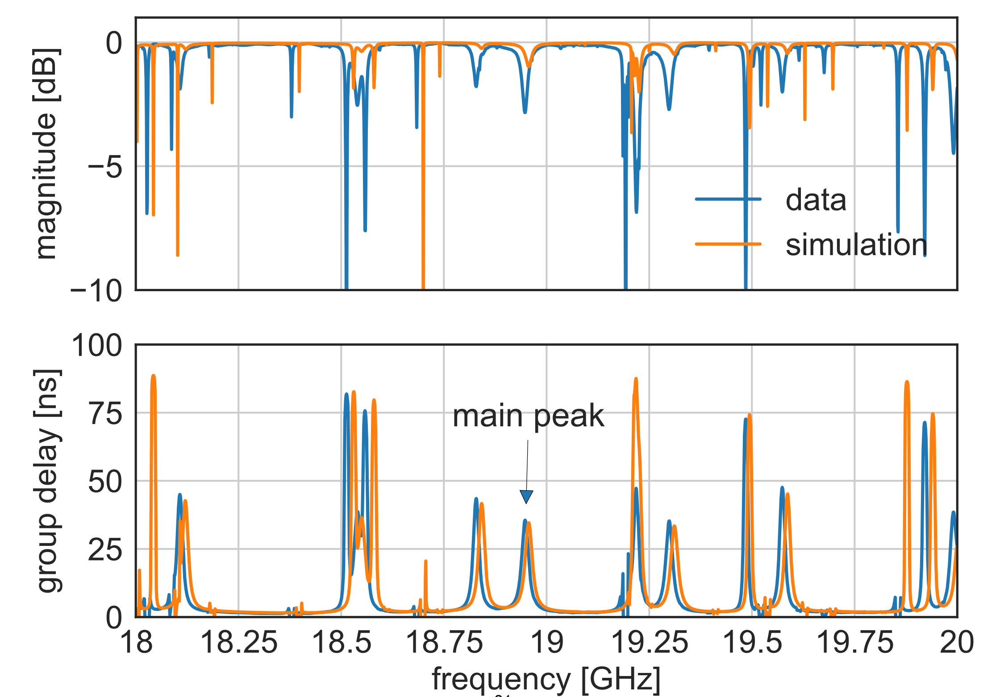 0
−5
−10
magnitude [dB]
data
simulation
100
75
50
25
0
group delay [ns]
main peak
18 18.25 18.5 18.75 19 19.25 19.5 19.75 20
frequency [GHz]